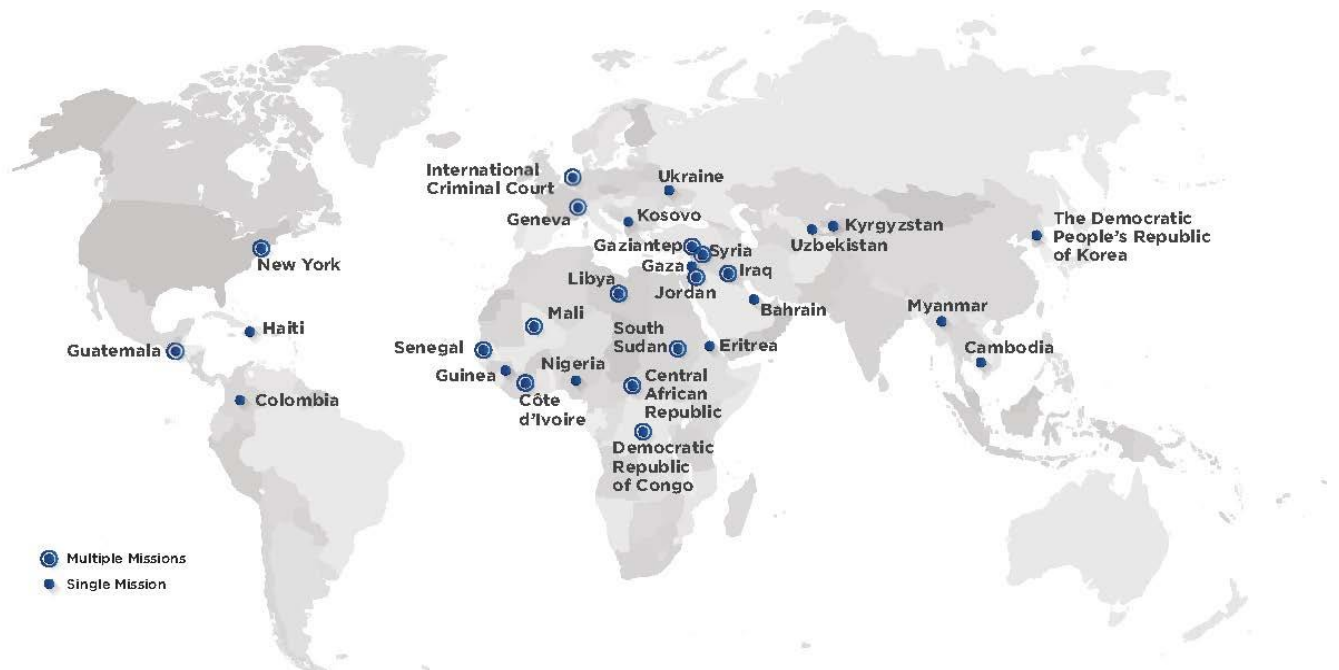 International
Criminal Court
Ukraine
Geneva
Kosovo
Kyrgyzstan
Uzbekistan
The Democratic
People's Republic
of Korea
New York
Gaziantep
Syria
Gaza
Iraq
Libya
Jordan
Bahrain
Myanmar
Haiti
Mali
South
Sudan
Eritrea
Guatemala
Senegal
Cambodia
Guinea
Nigeria
Central
African
Republic
Colombia
Côte
d'Ivoire
Democratic
Republic
of Congo
Multiple Missions
Single Mission